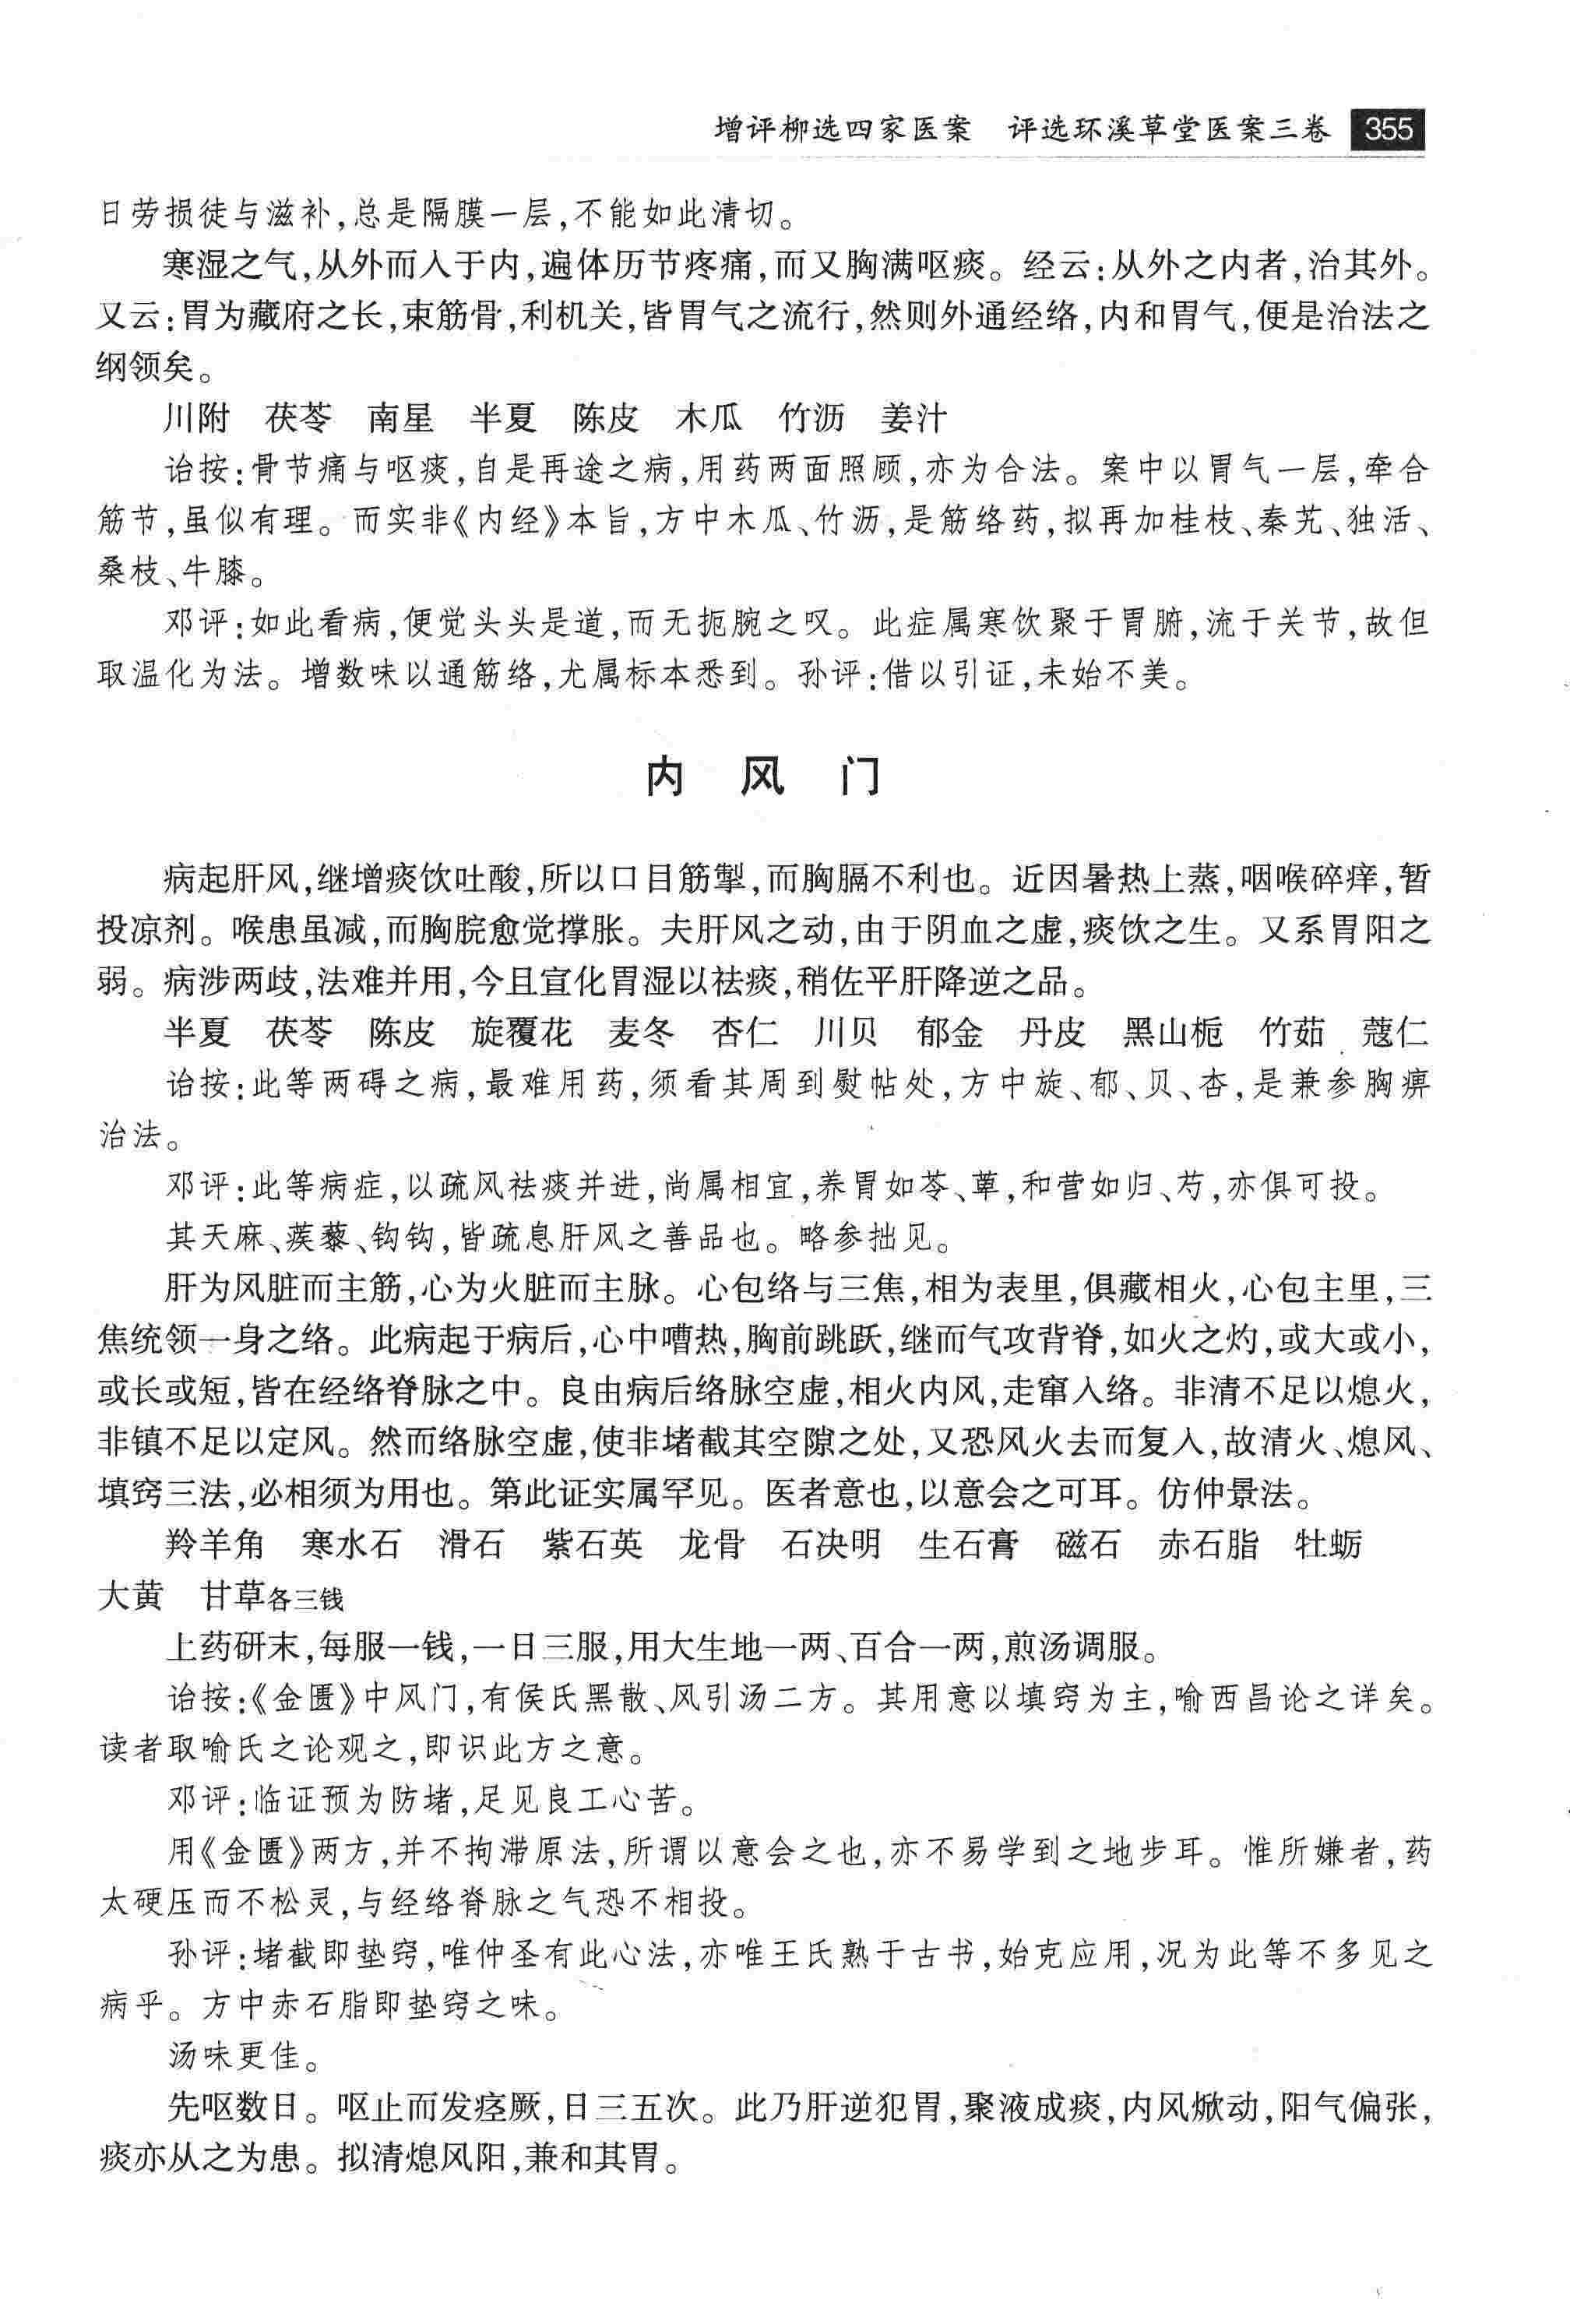 增评柳选四家医案　评选环溪草堂医案三卷 355
日劳损徒与滋补,总是隔膜一层,不能如此清切。
寒湿之气,从外而入于内,遍体历节疼痛,而又胸满呕痰。经云:从外之内者,治其外。
又云:胃为藏府之长,束筋骨,利机关,皆胃气之流行,然则外通经络,内和胃气,便是治法之
纲领矣。
川附　茯苓　南星　半夏　陈皮　木瓜　竹沥　姜汁
诒按:骨节痛与呕痰,自是再途之病,用药两面照顾,亦为合法。案中以胃气一层,牵合
筋节,虽似有理。而实非《内经》本旨,方中木瓜、竹沥,是筋络药,拟再加桂枝、秦艽、独活、
桑枝、牛膝。
邓评:如此看病,便觉头头是道,而无扼腕之叹。此症属寒饮聚于胃腑,流于关节,故但
取温化为法。增数味以通筋络,尤属标本悉到。孙评:借以引证,未始不美。
内　风　门
病起肝风,继增痰饮吐酸,所以口目筋掣,而胸膈不利也。近因暑热上蒸,咽喉碎痒,暂
投凉剂。喉患虽减,而胸脘愈觉撑胀。夫肝风之动,由于阴血之虚,痰饮之生。又系胃阳之
弱。病涉两歧,法难并用,今且宣化胃湿以祛痰,稍佐平肝降逆之品。
半夏　茯苓　陈皮　旋覆花　麦冬　杏仁　川贝　郁金　丹皮　黑山栀　竹茹　蔻仁
诒按:此等两碍之病,最难用药,须看其周到熨帖处,方中旋、郁、贝、杏,是兼参胸痹
治法。
邓评:此等病症,以疏风祛痰并进,尚属相宜,养胃如苓、草,和营如归、芍,亦俱可投。
其天麻、蒺藜、钩钩,皆疏息肝风之善品也。略参拙见。
肝为风脏而主筋,心为火脏而主脉。心包络与三焦,相为表里,俱藏相火,心包主里,三
焦统领一身之络。此病起于病后,心中嘈热,胸前跳跃,继而气攻背脊,如火之灼,或大或小,
或长或短,皆在经络脊脉之中。良由病后络脉空虚,相火内风,走窜入络。非清不足以熄火,
非镇不足以定风。然而络脉空虚,使非堵截其空隙之处,又恐风火去而复入,故清火、熄风、
填窍三法,必相须为用也。第此证实属罕见。医者意也,以意会之可耳。仿仲景法。
羚羊角　寒水石　滑石　紫石英　龙骨　石决明　生石膏　磁石　赤石脂　牡蛎
大黄　甘草各三钱
上药研末,每服一钱,一日三服,用大生地一两、百合一两,煎汤调服。
诒按:《金匮》中风门,有侯氏黑散、风引汤二方。其用意以填窍为主,喻西昌论之详矣。
读者取喻氏之论观之,即识此方之意。
邓评:临证预为防堵,足见良工心苦。
用《金匮》两方,并不拘滞原法,所谓以意会之也,亦不易学到之地步耳。惟所嫌者,药
太硬压而不松灵,与经络脊脉之气恐不相投。
孙评:堵截即垫窍,唯仲圣有此心法,亦唯王氏熟于古书,始克应用,况为此等不多见之
病乎。方中赤石脂即垫窍之味。
汤味更佳。
先呕数日。呕止而发痉厥,日三五次。此乃肝逆犯胃,聚液成痰,内风焮动,阳气偏张,
痰亦从之为患。拟清熄风阳,兼和其胃。